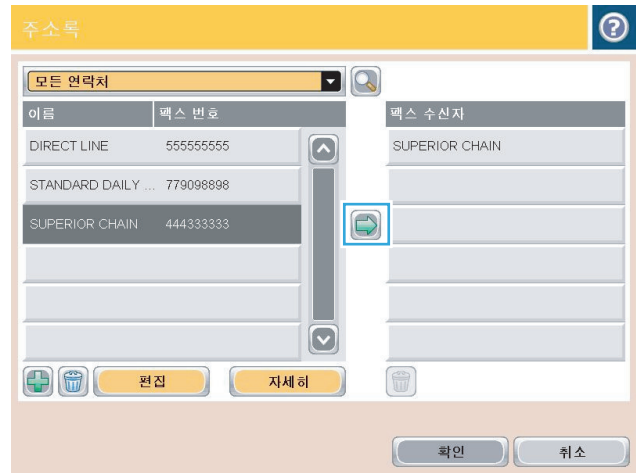 주소록
모든 연락처
이름 팩스 번호
DIRECT LINE 555555555
STANDARD DAILY ... 779098898
SUPERIOR CHAIN 444333333
편집 자세히
팩스 수신자
SUPERIOR CHAIN
확인 취소